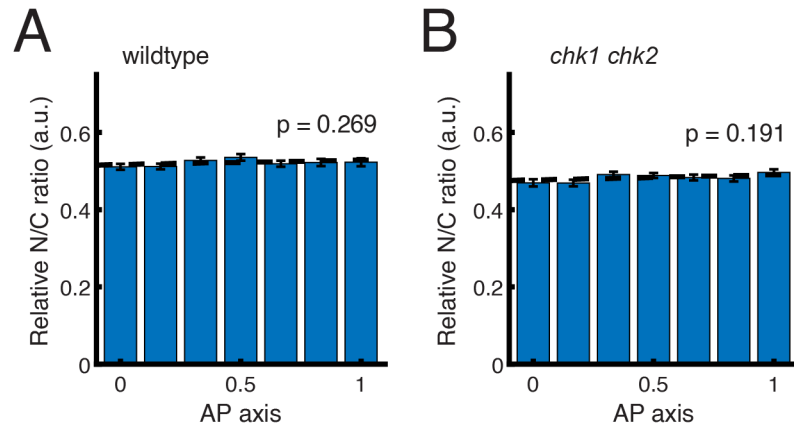 A
wildtype
p = 0.269
Relative N/C ratio (a.u.)
0.6
0.4
0.2
0
0
0.5
1
AP axis
B
chk1 chk2
p = 0.191
Relative N/C ratio (a.u.)
0.6
0.4
0.2
0
0
0.5
1
AP axis